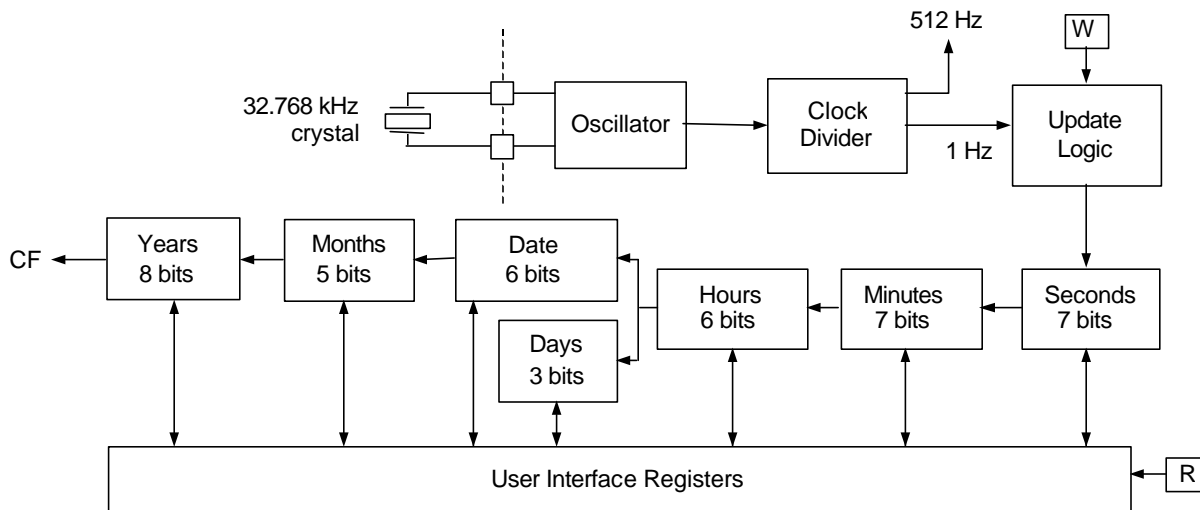 512 Hz
W
32.768 kHz
crystal
Oscillator
Clock
Divider
1 Hz
Update
Logic
CF
Years
8 bits
Months
5 bits
Date
6 bits
Days
3 bits
Hours
6 bits
Minutes
7 bits
Seconds
7 bits
User Interface Registers
R